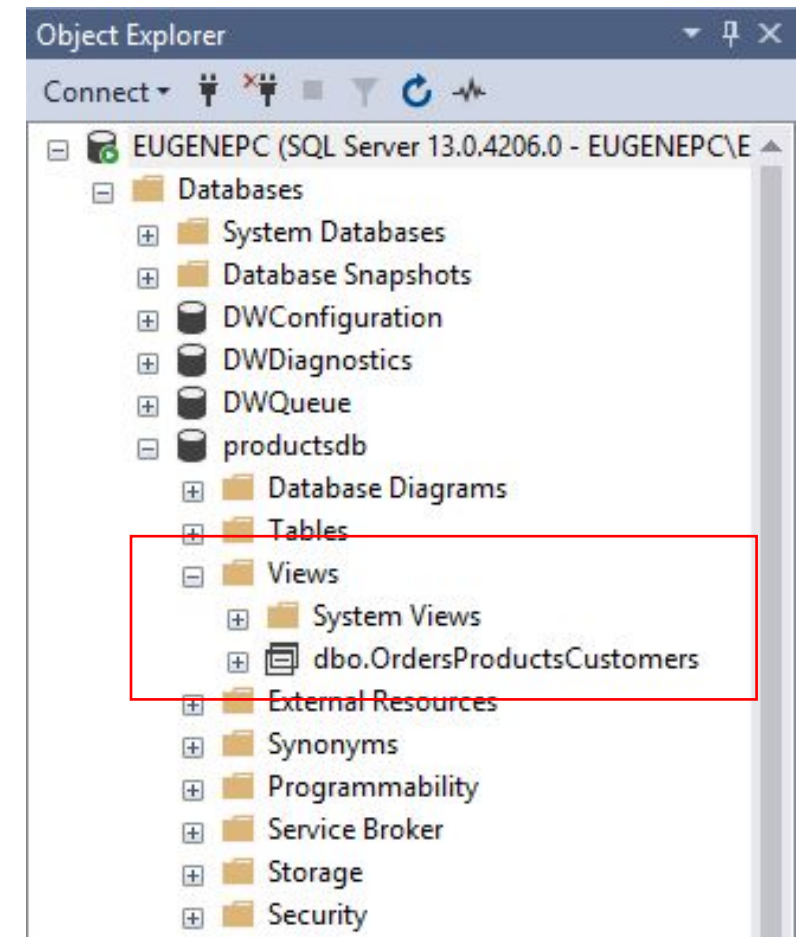 Object Explorer
Connect
EUGENEPC (SQL Server 13.0.4206.0 - EUGENEPC\E
Databases
System Databases
Database Snapshots
DWConfiguration
DWDiagnostics
DWQueue
productsdb
Database Diagrams
Tables
Views
System Views
dbo.OrdersProductsCustomers
External Resources
Synonyms
Programmability
Service Broker
Storage
Security